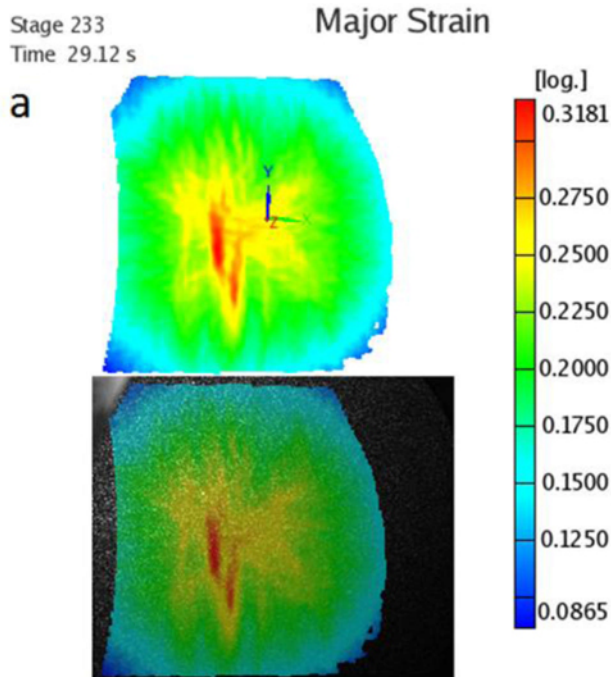 Stage 233
Time 29.12 s
Major Strain
a
[log.]
0.3181
0.2750
0.2500
0.2250
0.2000
0.1750
0.1500
0.1250
0.0865
Y
X
Z